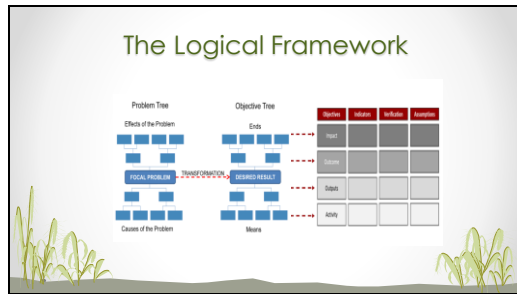 The Logical Framework
Problem Tree
Effects of the Problem
FOCAL PROBLEM
Causes of the Problem
TRANSFORMATION
Objective Tree
Ends
DESIRED RESULT
Means
Objectives Indicators Verification Assumptions
Impact
Outcome
Outputs
Activity